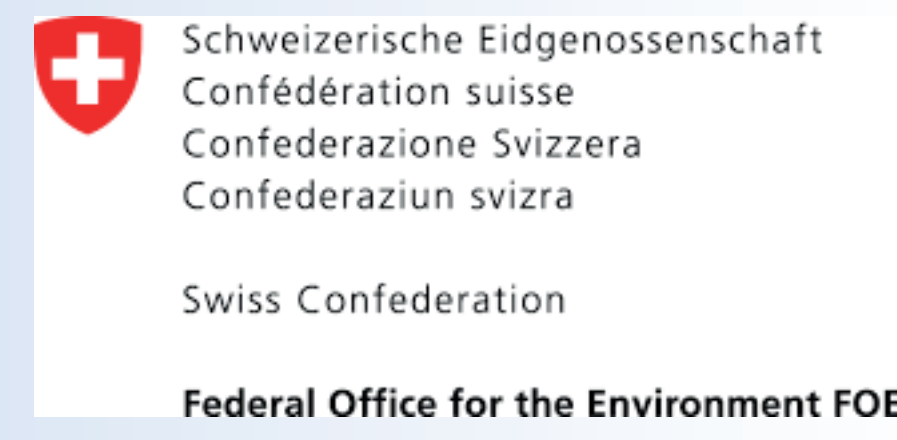 Schweizerische Eidgenossenschaft
Confédération suisse
Confederazione Svizzera
Confederaziun svizra
Swiss Confederation
Federal Office for the Environment FOE